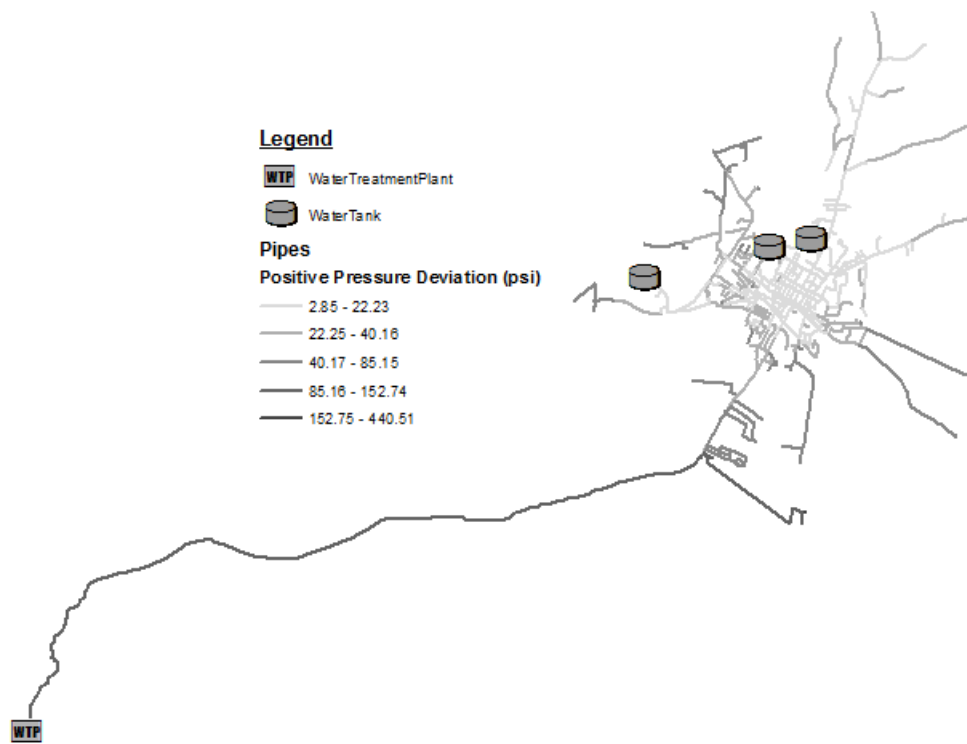 Legend
WTP WaterTreatmentPlant
WaterTank
Pipes
Positive Pressure Deviation (psi)
2.85 - 22.23
22.25 - 40.16
40.17 - 85.15
85.16 - 152.74
152.75 - 440.51
WTP